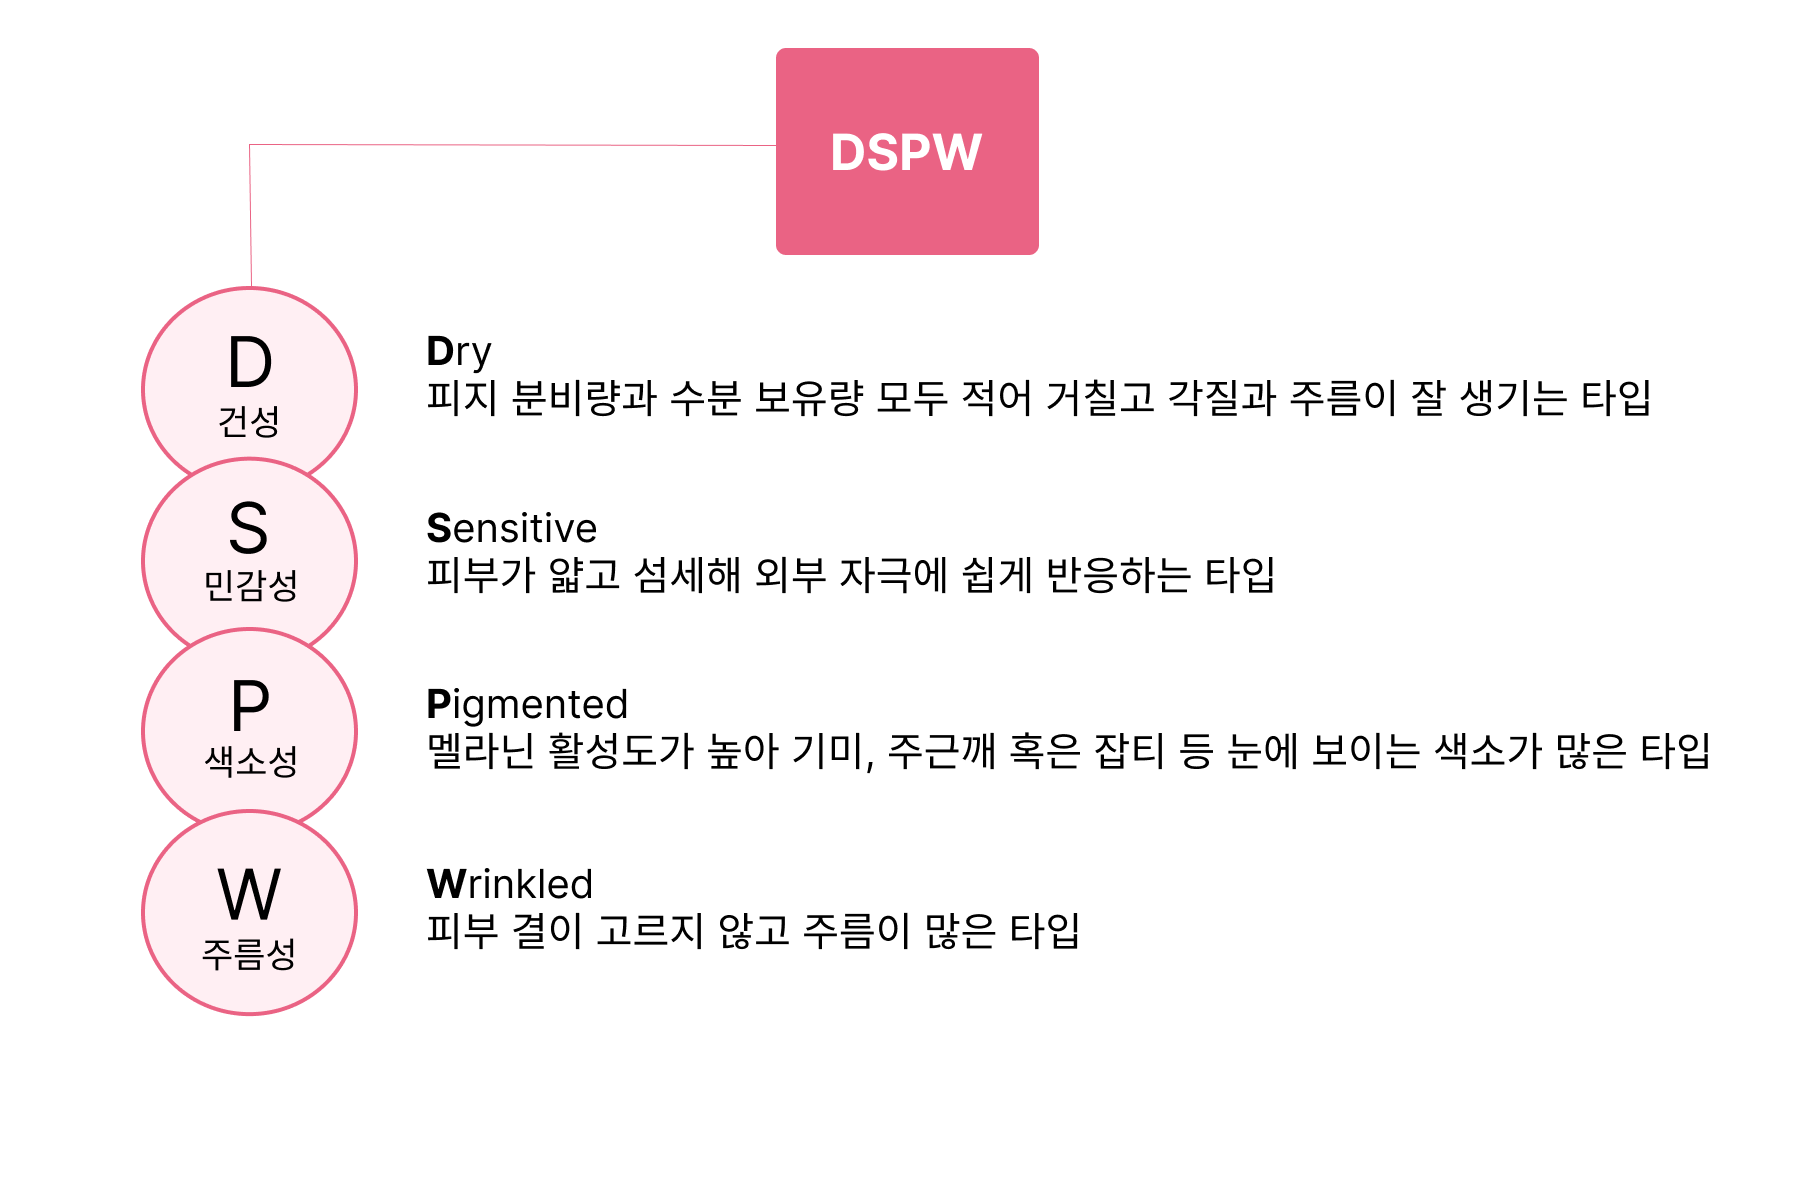 DSPW
D
건성
Dry
피지 분비량과 수분 보유량 모두 적어 거칠고 각질과 주름이 잘 생기는 타입
S
민감성
Sensitive
피부가 얇고 섬세해 외부 자극에 쉽게 반응하는 타입
P
색소성
Pigmented
멜라닌 활성도가 높아 기미, 주근깨 혹은 잡티 등 눈에 보이는 색소가 많은 타입
W
주름성
Wrinkled
피부 결이 고르지 않고 주름이 많은 타입